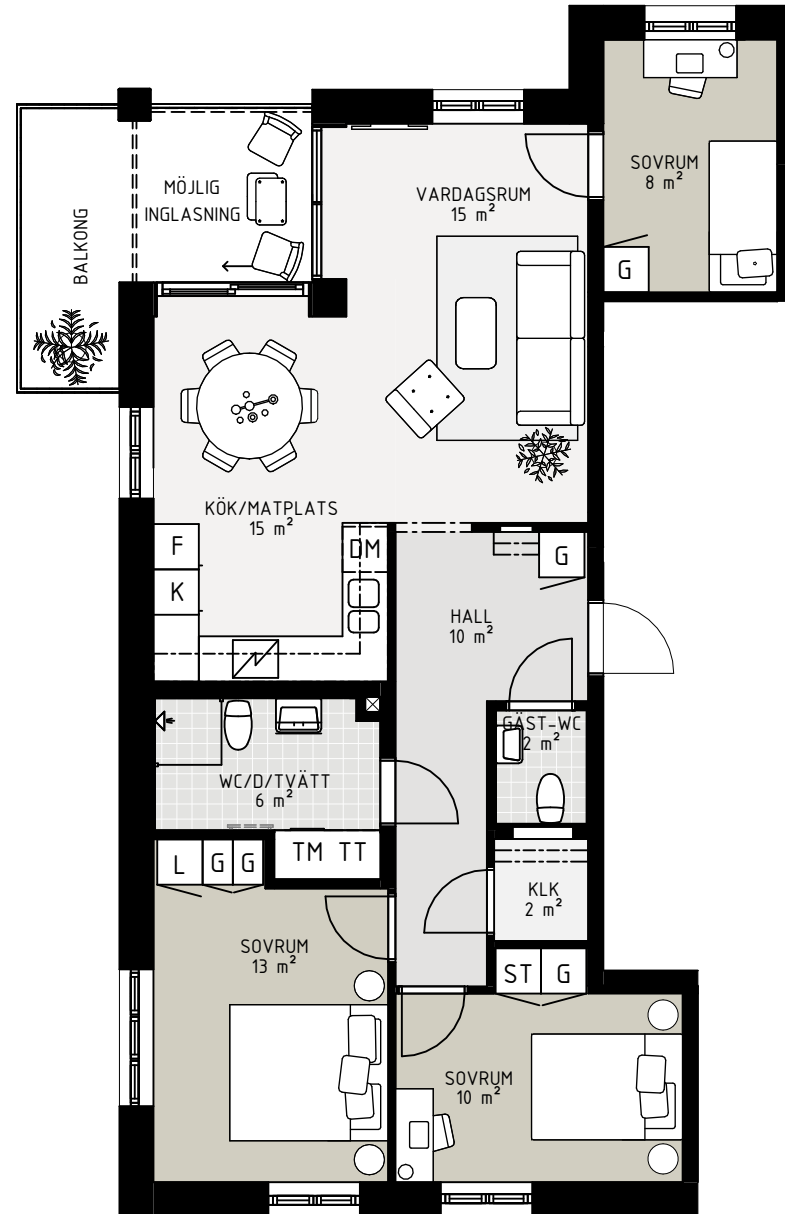 SOVRUM
8 m²
G
MÖJLIG
INGLASNING
BALKONG
VARDAGSRUM
15 m²
KÖK/MATPLATS
15 m²
F
K
DM
G
HALL
10 m²
GÄST-WC
2 m²
WC/D/TVÄTT
6 m²
TM TT
L G G
KLK
2 m²
ST G
SOVRUM
13 m²
SOVRUM
10 m²